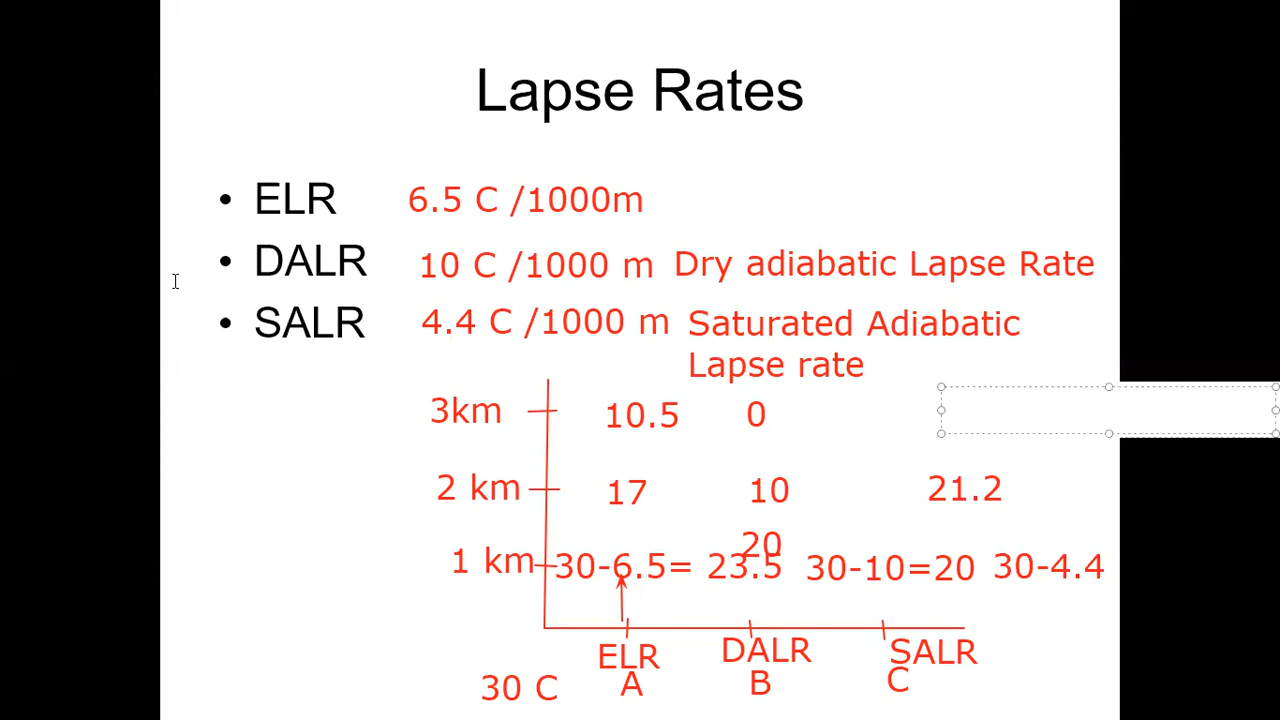 Lapse Rates
• ELR 6.5 C /1000m
• DALR 10 C /1000 m Dry adiabatic Lapse Rate
• SALR 4.4 C /1000 m Saturated Adiabatic
Lapse rate
3km 10.5 0
2 km 17 10 21.2
20
1 km 30-6.5= 23.5 30-10=20 30-4.4
ELR DALR SALR
30 C A B C